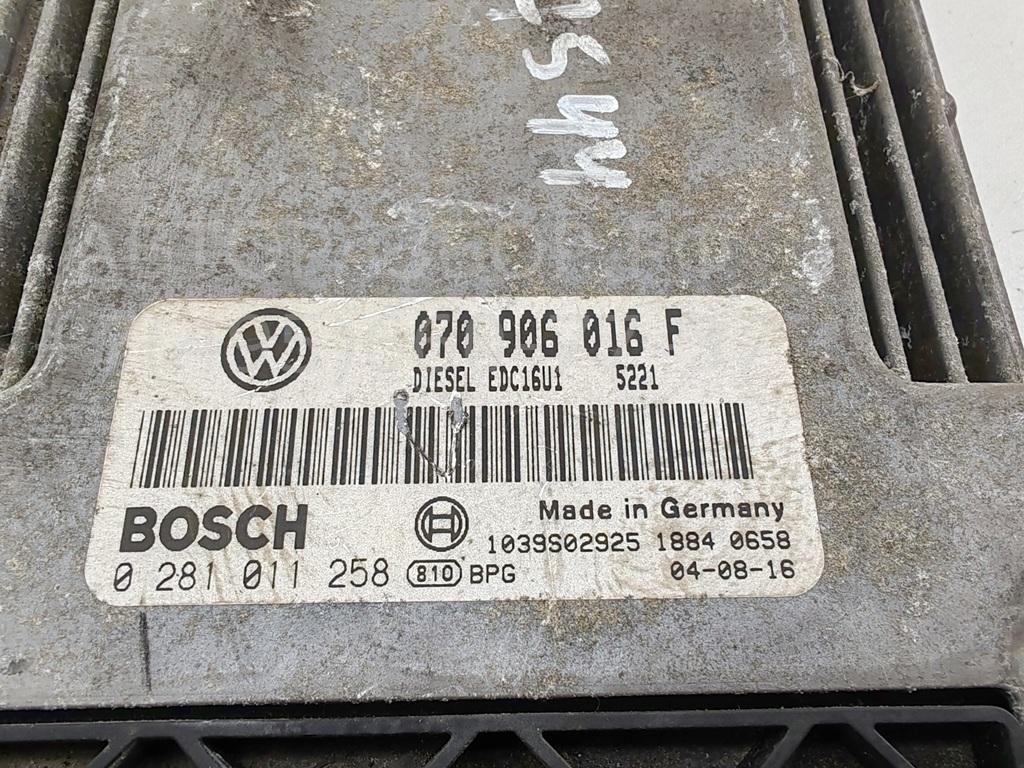 070 906 016 F
DIESEL EDC16U1 5221
BOSCH
Made in Germany
1039S02925 1884 0658
0 281 011 258 810 BPG 04-08-16